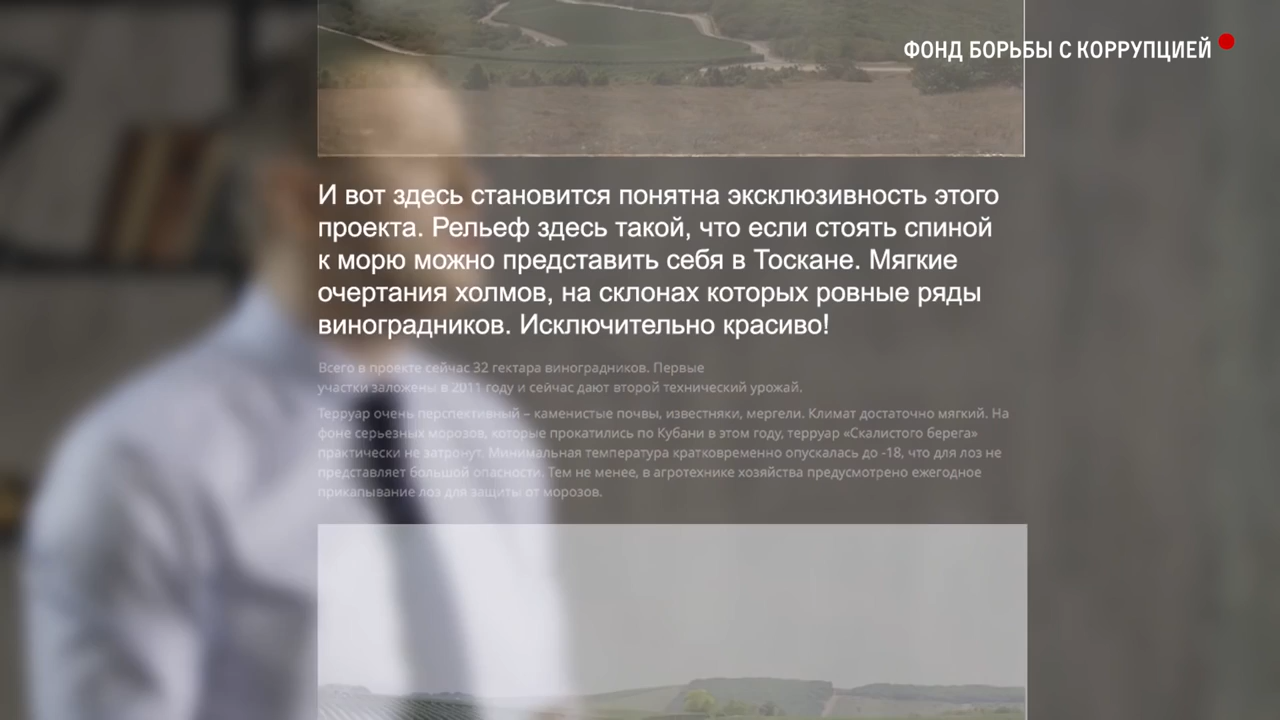 ФОНД БОРЬБЫ С КОРРУПЦИЕЙ
И вот здесь становится понятна эксклюзивность этого
проекта. Рельеф здесь такой, что если стоять спиной
к морю можно представить себя в Тоскане. Мягкие
очертания холмов, на склонах которых ровные ряды
виноградников. Исключительно красиво!
Всего в проекте сейчас 32 гектара виноградников. Первые
участки заложены в 2011 году и сейчас дают второй технический урожай.
Терруар очень перспективный – каменистые почвы, известняки, мергели. Климат достаточно мягкий. На
фоне серьезных морозов, которые прокатились по Кубани в этом году, терруар «Скалистого берега»
практически не затронут. Минимальная температура кратковременно опускалась до -18, что для лоз не
представляет большой опасности. Тем не менее, в агротехнике хозяйства предусмотрено ежегодное
прикапывание лоз для защиты от морозов.